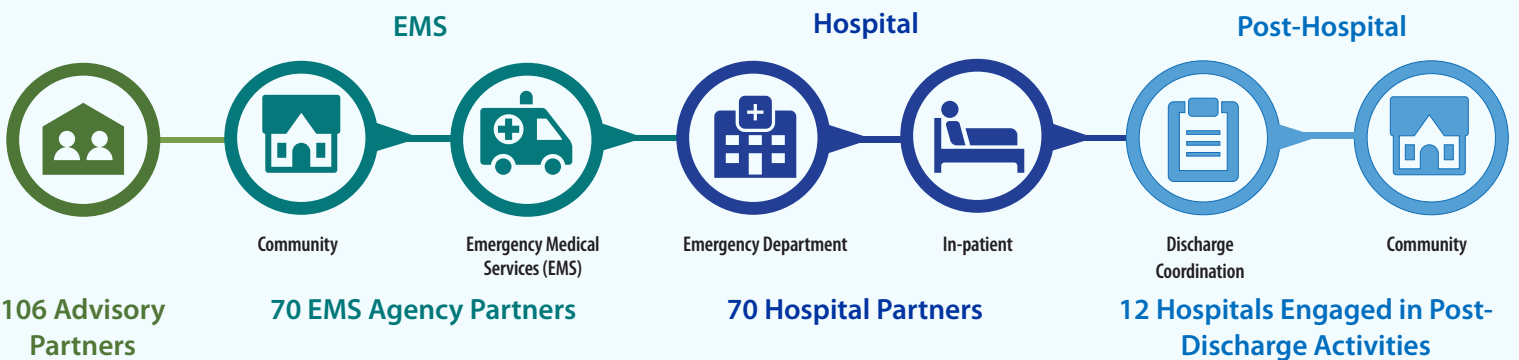 EMS
Hospital
Post-Hospital
Community
Emergency Medical
Services (EMS)
Emergency Department
In-patient
Discharge
Coordination
Community
106 Advisory
Partners
70 EMS Agency Partners
70 Hospital Partners
12 Hospitals Engaged in Post-
Discharge Activities